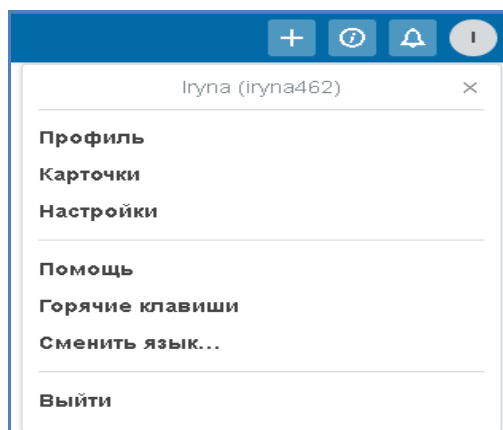 I
Iryna (iryna462)
Профиль
Карточки
Настройки
Помощь
Горячие клавиши
Сменить язык...
Выйти